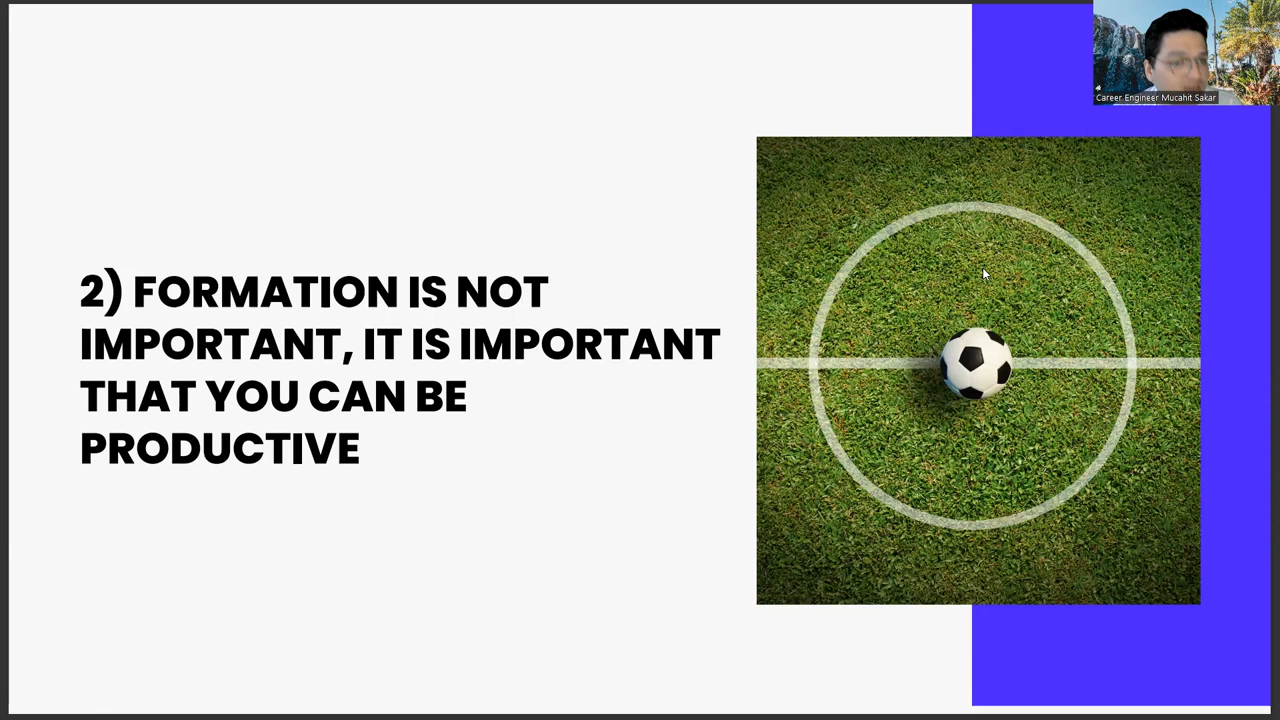 Career Engineer Mucahit Sakar
2) FORMATION IS NOT
IMPORTANT, IT IS IMPORTANT
THAT YOU CAN BE
PRODUCTIVE